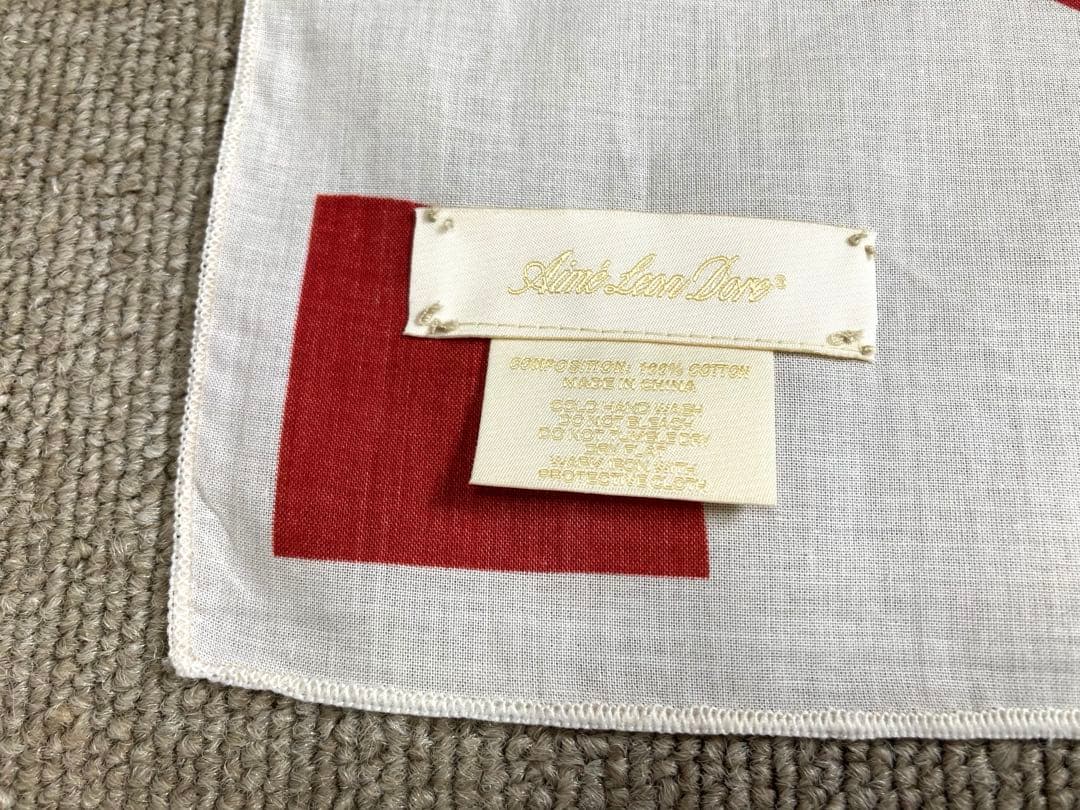 Aimé Leon Dore®
COMPOSITION: 100% COTTON
MADE IN CHINA
COLD HAND WASH
DO NOT BLEACH
DO NOT TUMBLE DRY
DRY FLAT
WARM IRON WITH
PROTECTIVE CLOTH